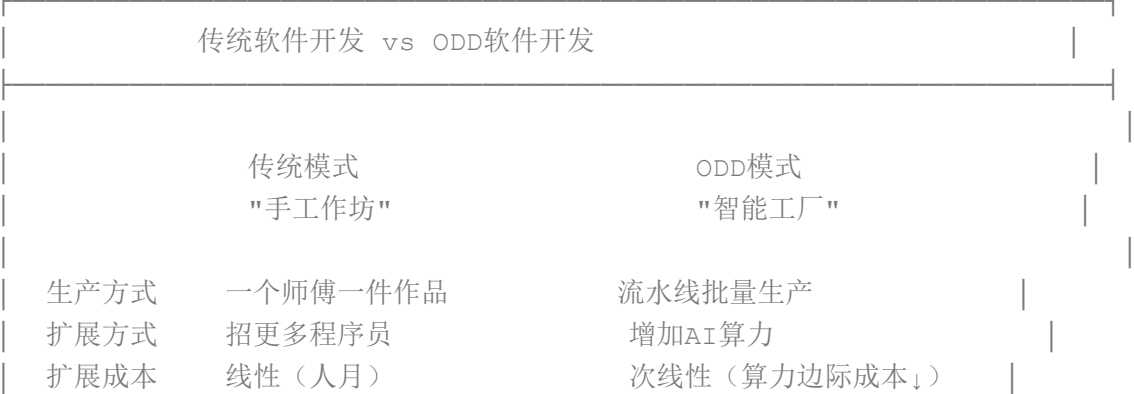 传统软件开发 vs ODD软件开发
传统模式 ODD模式
"手工作坊" "智能工厂"
生产方式 一个师傅一件作品 流水线批量生产
扩展方式 招更多程序员 增加AI算力
扩展成本 线性（人月） 次线性（算力边际成本↓）